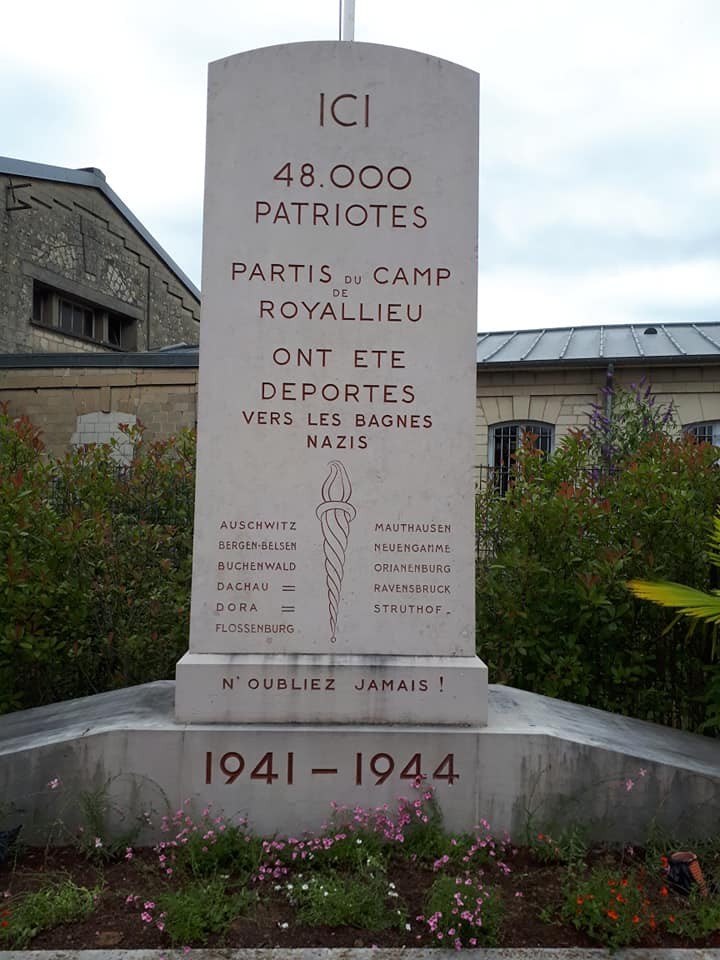 ICI
48.000
PATRIOTES
PARTIS DU CAMP
DE
ROYALLIEU
ONT ETE
DEPORTES
VERS LES BAGNES
NAZIS
AUSCHWITZ
BERGEN-BELSEN
BUCHENWALD
DACHAU =
DORA =
FLOSSENBURG
MAUTHAUSEN
NEUENGAMME
ORIANENBURG
RAVENSBRUCK
STRUTHOF -
N'OUBLIEZ JAMAIS !
1941-1944